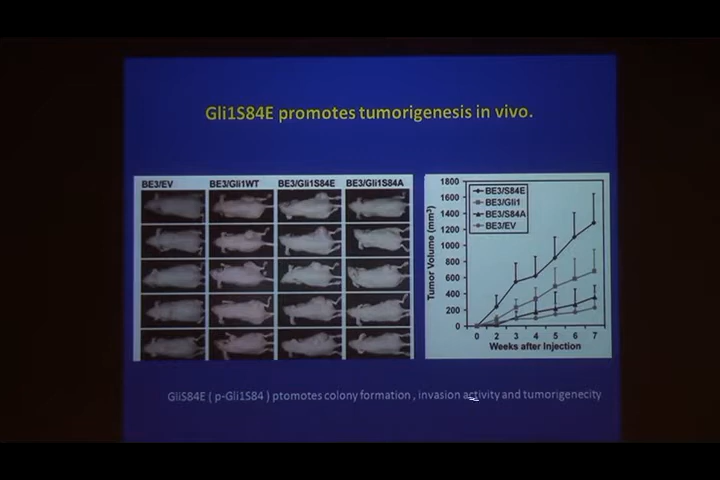 Gli1S84E promotes tumorigenesis in vivo.
BE3/EV BE3/Gli1WT BE3/Gli1S84E BE3/Gli1S84A
Tumor Volume (mm³)
1800
1600
1400
1200
1000
800
600
400
200
0
BE3/S84E
BE3/Gli1
BE3/S84A
BE3/EV
0 2 3 4 5 6 7
Weeks after Injection
GliS84E ( p-Gli1S84 ) ptomotes colony formation , invasion activity and tumorigenecity